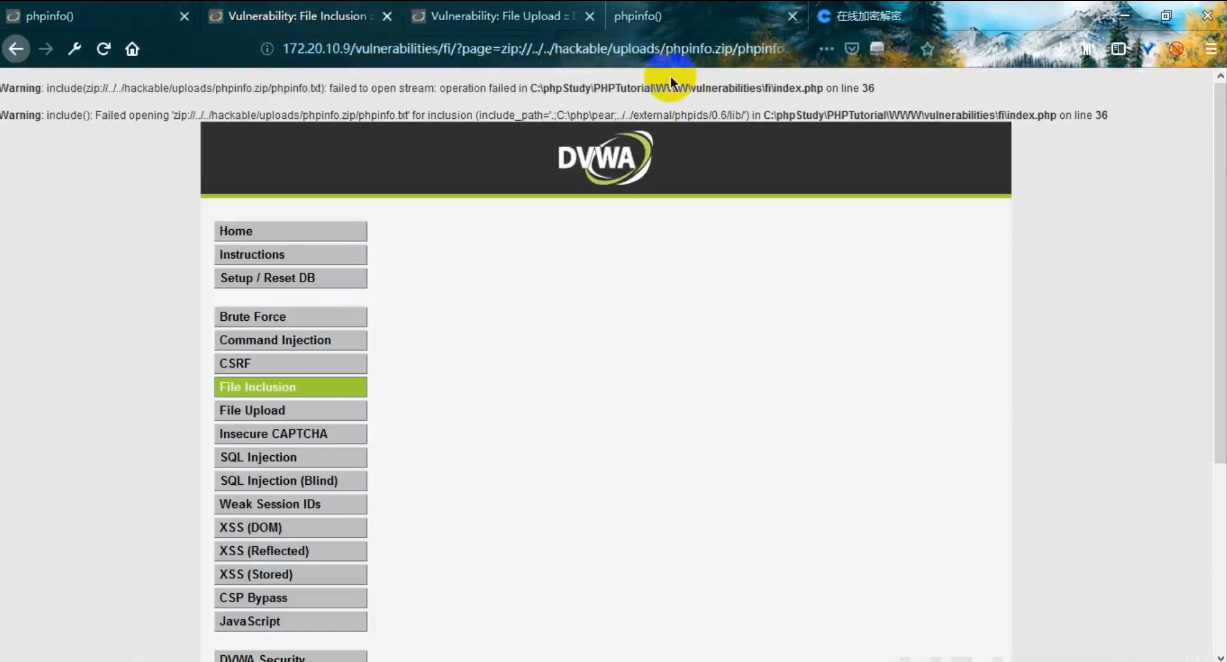 phpinfo()
Vulnerability: File Inclusion ::
Vulnerability: File Upload :: D
phpinfo()
在线加密解密
172.20.10.9/vulnerabilities/fi/?page=zip://../../hackable/uploads/phpinfo.zip/phpinfo.
Warning: include(zip://../../hackable/uploads/phpinfo.zip/phpinfo.txt): failed to open stream: operation failed in C:\phpStudy\PHPTutorial\WWW\vulnerabilities\fi\index.php on line 36
Warning: include(): Failed opening 'zip://../../hackable/uploads/phpinfo.zip/phpinfo.txt' for inclusion (include_path='.;C:\php\pear;../../external/phpids/0.6/lib/') in C:\phpStudy\PHPTutorial\WWW\vulnerabilities\fi\index.php on line 36
DVWA
Home
Instructions
Setup / Reset DB
Brute Force
Command Injection
CSRF
File Inclusion
File Upload
Insecure CAPTCHA
SQL Injection
SQL Injection (Blind)
Weak Session IDs
XSS (DOM)
XSS (Reflected)
XSS (Stored)
CSP Bypass
JavaScript
DVWA Security